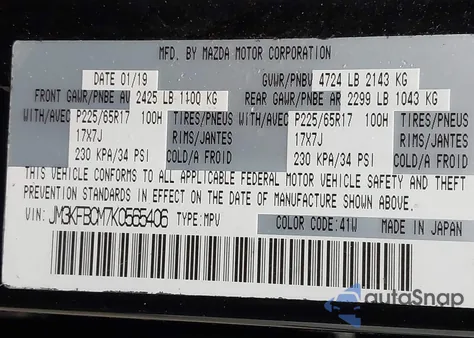 MFD. BY MAZDA MOTOR CORPORATION
DATE 01/19 GVWR/PNBV 4724 LB 2143 KG
FRONT GAWR/PNBE AV 2425 LB 1100 KG REAR GAWR/PNBE AR 2299 LB 1043 KG
WITH/AVEC P225/65R17 100H TIRES/PNEUS WITH/AVEC P225/65R17 100H TIRES/PNEUS
17X7J RIMS/JANTES 17X7J RIMS/JANTES
230 KPA/34 PSI COLD/A FROID 230 KPA/34 PSI COLD/A FROID
THIS VEHICLE CONFORMS TO ALL APPLICABLE FEDERAL MOTOR VEHICLE SAFETY AND THEFT
PREVENTION STANDARDS IN EFFECT ON THE DATE OF MANUFACTURE SHOWN ABOVE.
VIN: JM3KFBCM7K0565406 TYPE: MPV COLOR CODE: 41W MADE IN JAPAN
autoSnap